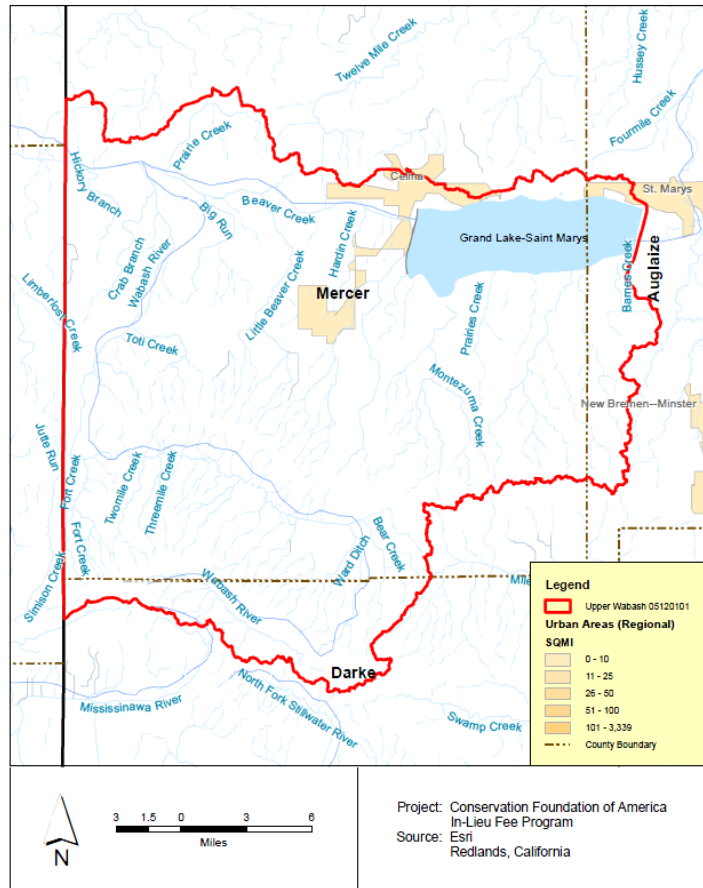 Twelve Mile Creek
Hussey Creek
Fourmile Creek
Prairie Creek
Celina
St. Marys
Hickory Branch
Big Run
Beaver Creek
Grand Lake-Saint Marys
Crab Branch
Wabash River
Hardin Creek
Little Beaver Creek
Mercer
Barnes Creek
Auglaize
Limberlost Creek
Toti Creek
Prairies Creek
Montezuma Creek
New Bremen--Minster
Jutte Run
Fort Creek
Twomile Creek
Threemile Creek
Fort Creek
Bear Creek
Ward Ditch
Simison Creek
Wabash River
Mile
Darke
Mississinawa River
North Fork Stillwater River
Swamp Creek
Legend
Upper Wabash 05120101
Urban Areas (Regional)
SQMI
0 - 10
11 - 25
26 - 50
51 - 100
101 - 3,339
County Boundary
N
3 1.5 0 3 6
Miles
Project: Conservation Foundation of America
In-Lieu Fee Program
Source: Esri
Redlands, California